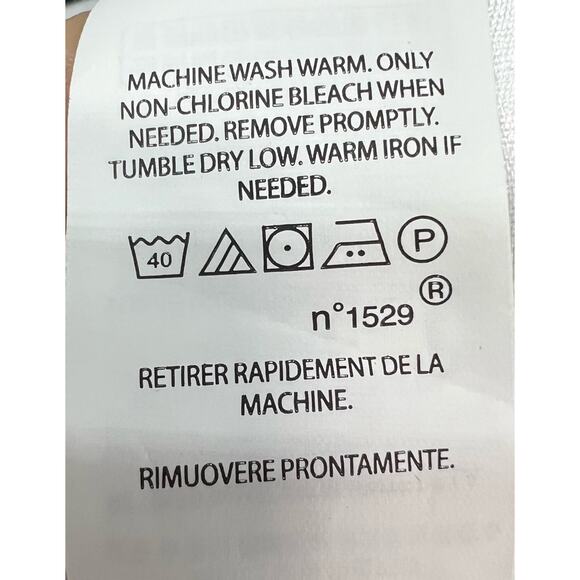 MACHINE WASH WARM. ONLY
NON-CHLORINE BLEACH WHEN
NEEDED. REMOVE PROMPTLY.
TUMBLE DRY LOW. WARM IRON IF
NEEDED.
40 P
n°1529 ®
RETIRER RAPIDEMENT DE LA
MACHINE.
RIMUOVERE PRONTAMENTE.